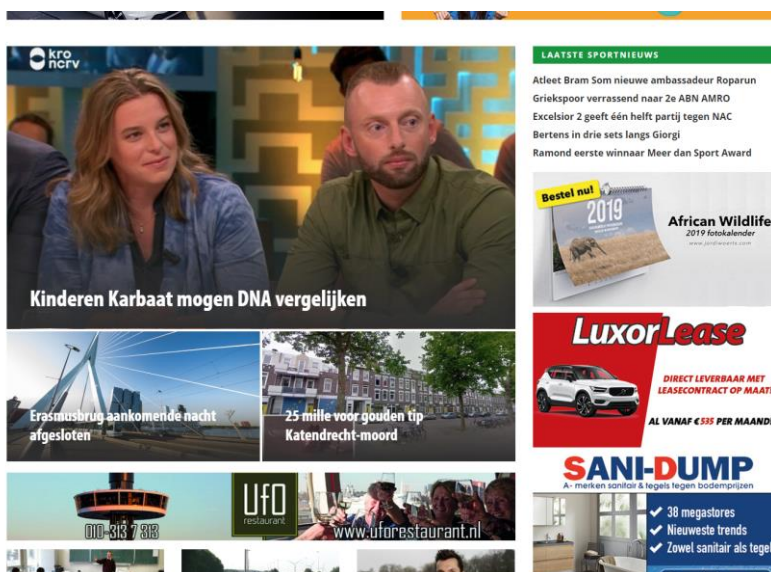 kro
ncrv
Kinderen Karbaat mogen DNA vergelijken
Erasmusbrug aankomende nacht
afgesloten
25 mille voor gouden tip
Katendrecht-moord
010-313 7 313
UfO
restaurant
www.uforestaurant.nl
LAATSTE SPORTNIEUWS
Atleet Bram Som nieuwe ambassadeur Roparun
Griekspoor verrassend naar 2e ABN AMRO
Excelsior 2 geeft één helft partij tegen NAC
Bertens in drie sets langs Giorgi
Ramond eerste winnaar Meer dan Sport Award
Bestel nu!
2019
African Wildlife
2019 fotokalender
www.jordiweerts.com
LuxorLease
DIRECT LEVERBAAR MET
LEASECONTRACT OP MAAT!
AL VANAF €535 PER MAAND!
SANI-DUMP
A- merken sanitair & tegels tegen bodemprijzen
38 megastores
Nieuwste trends
Zowel sanitair als tegel